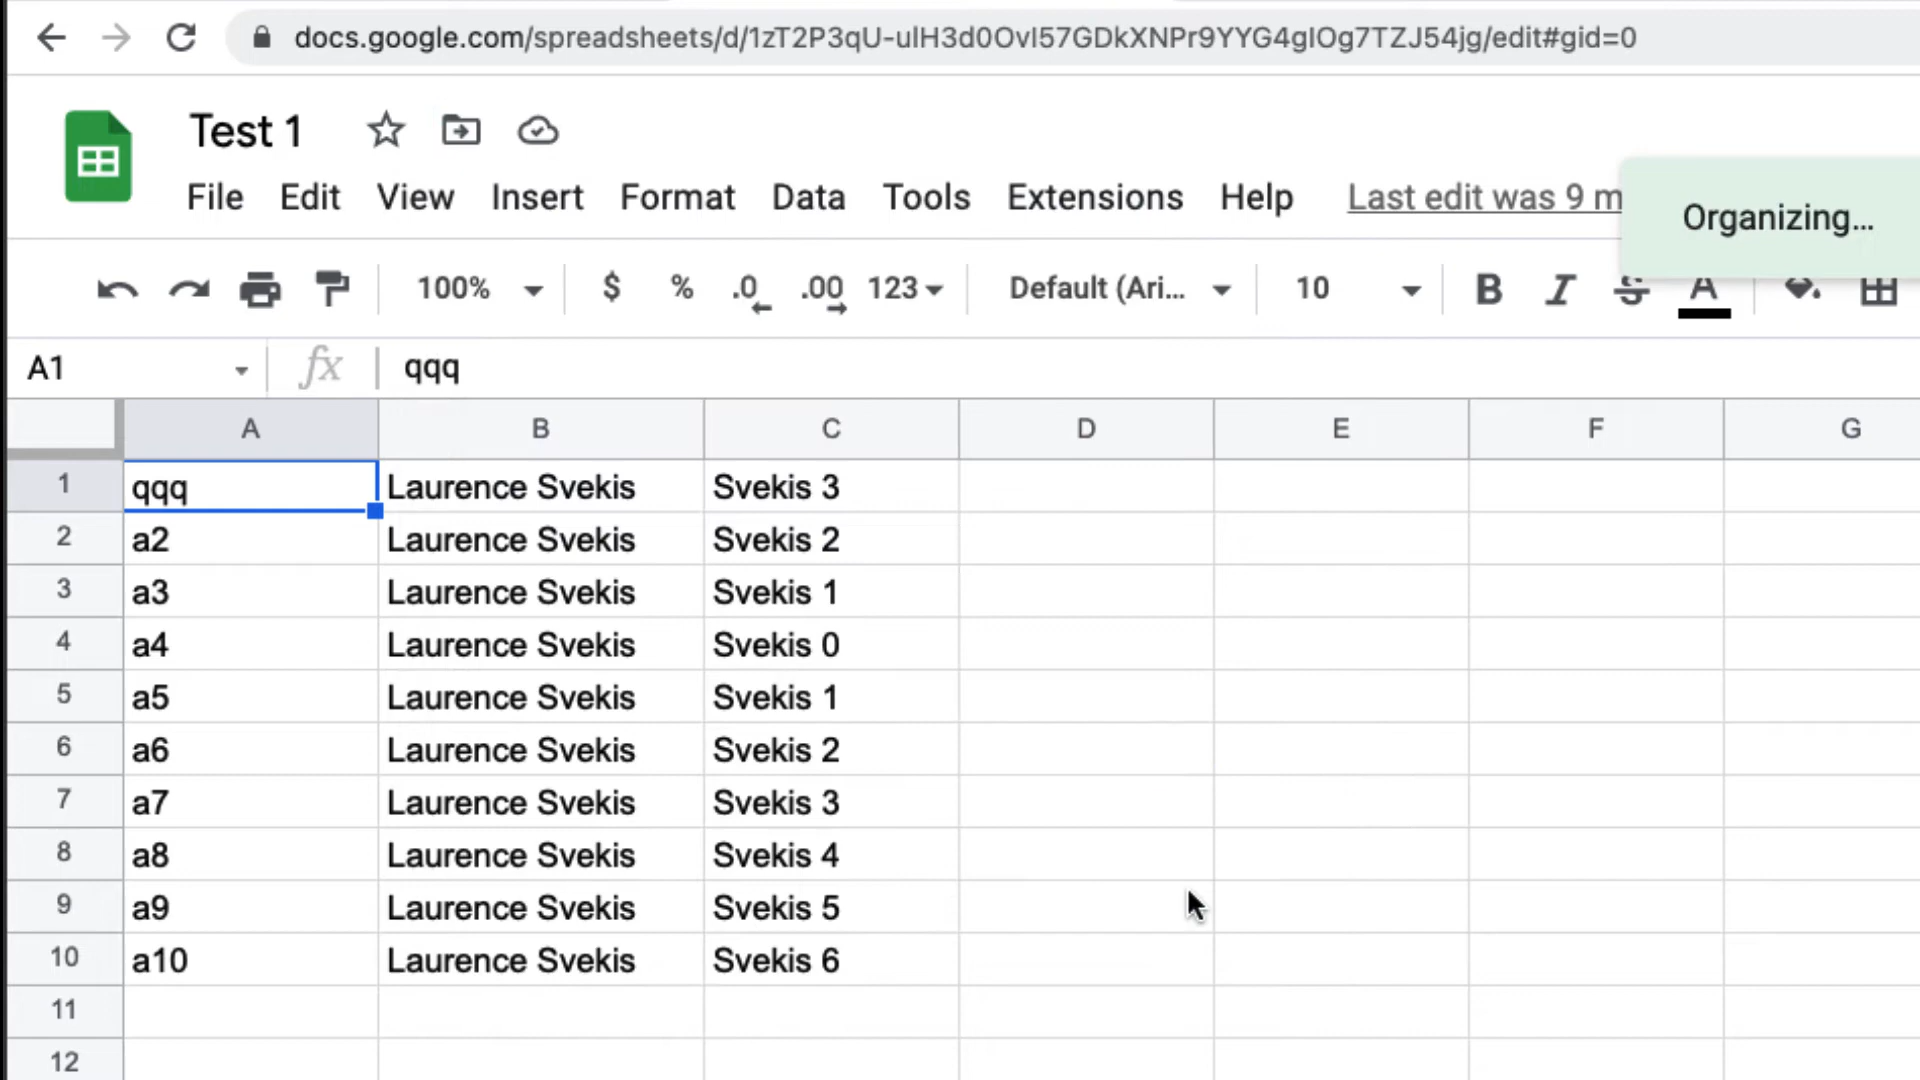 docs.google.com/spreadsheets/d/1zT2P3qU-ulH3d0Ovl57GDkXNPr9YYG4glOg7TZJ54jg/edit#gid=0
Test 1
File Edit View Insert Format Data Tools Extensions Help Last edit was 9 m
Organizing...
100% $ % .0 .00 123 Default (Ari... 10 B I S A
A1 fx qqq
A B C D E F G
1 qqq Laurence Svekis Svekis 3
2 a2 Laurence Svekis Svekis 2
3 a3 Laurence Svekis Svekis 1
4 a4 Laurence Svekis Svekis 0
5 a5 Laurence Svekis Svekis 1
6 a6 Laurence Svekis Svekis 2
7 a7 Laurence Svekis Svekis 3
8 a8 Laurence Svekis Svekis 4
9 a9 Laurence Svekis Svekis 5
10 a10 Laurence Svekis Svekis 6
11
12